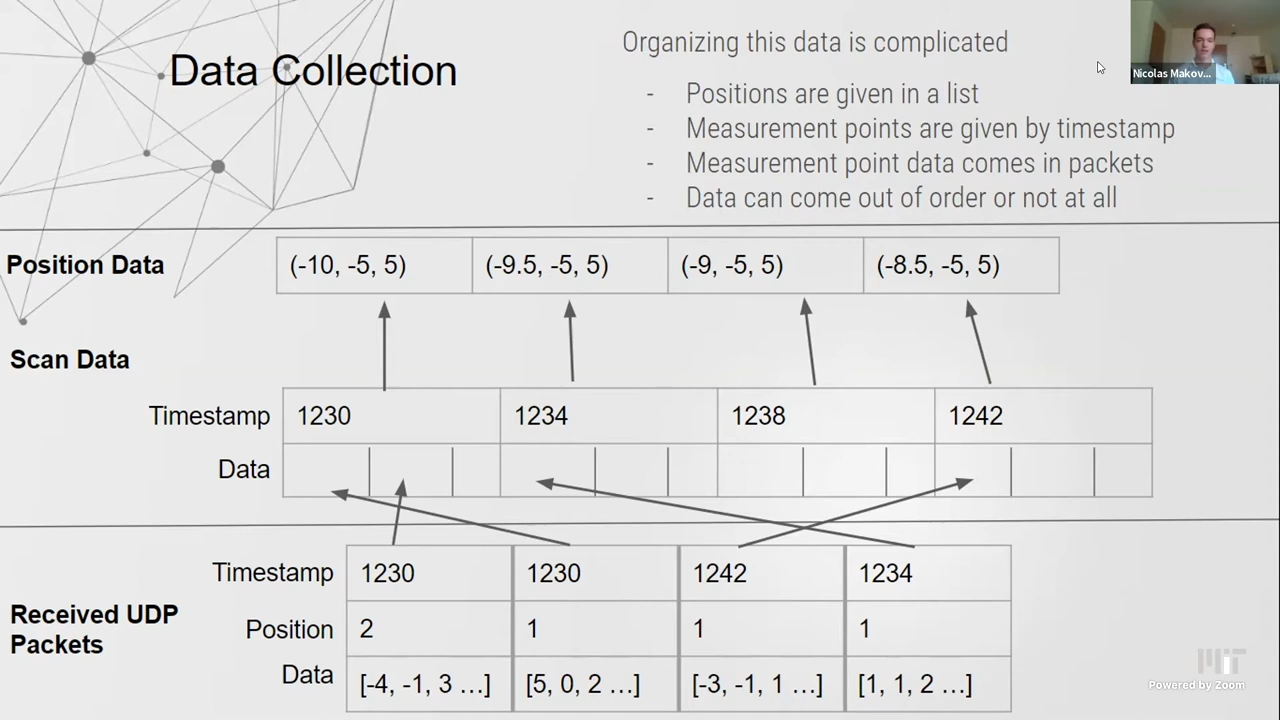 Data Collection
Organizing this data is complicated
- Positions are given in a list
- Measurement points are given by timestamp
- Measurement point data comes in packets
- Data can come out of order or not at all
Nicolas Makov...
Position Data
(-10, -5, 5) (-9.5, -5, 5) (-9, -5, 5) (-8.5, -5, 5)
Scan Data
Timestamp 1230 1234 1238 1242
Data
Received UDP
Packets
Timestamp 1230 1230 1242 1234
Position 2 1 1 1
Data [-4, -1, 3 ...] [5, 0, 2 ...] [-3, -1, 1 ...] [1, 1, 2 ...]
MIT
Powered by Zoom